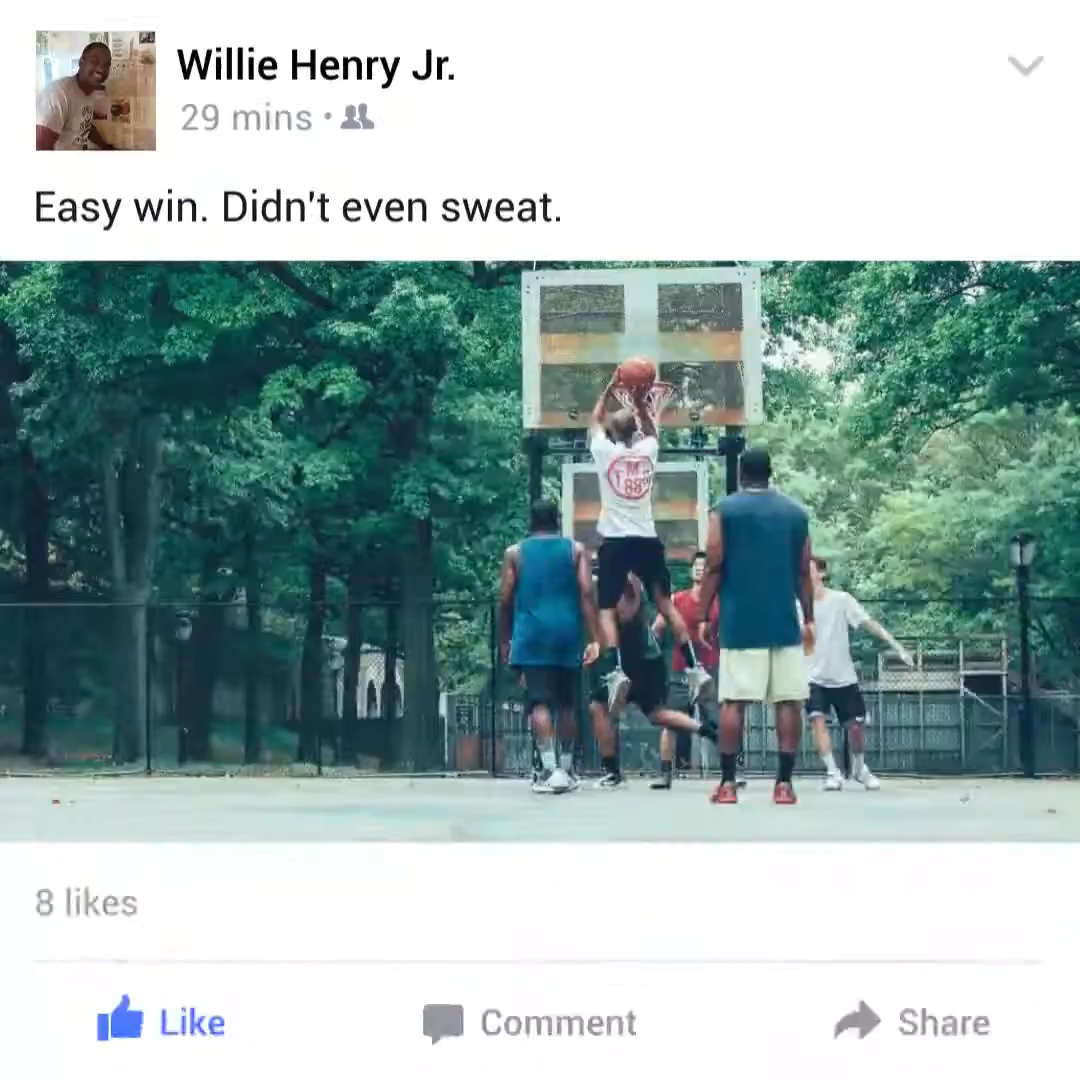 Willie Henry Jr.
29 mins ·
Easy win. Didn't even sweat.
8 likes
Like Comment Share